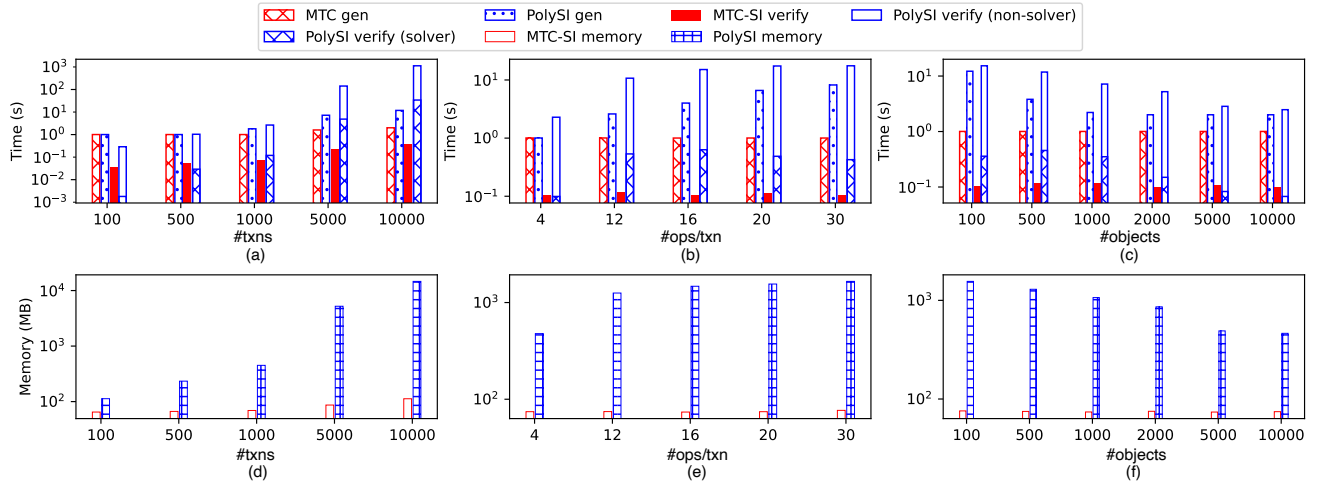 MTC gen PolySI gen MTC-SI verify PolySI verify (non-solver)
PolySI verify (solver) MTC-SI memory PolySI memory
Time (s)
10³
10²
10¹
10⁰
10⁻¹
10⁻²
10⁻³
100 500 1000 5000 10000
#txns
(a)
Time (s)
10¹
10⁰
10⁻¹
4 12 16 20 30
#ops/txn
(b)
Time (s)
10¹
10⁰
10⁻¹
100 500 1000 2000 5000 10000
#objects
(c)
Memory (MB)
10⁴
10³
10²
100 500 1000 5000 10000
#txns
(d)
10³
10²
4 12 16 20 30
#ops/txn
(e)
10³
10²
100 500 1000 2000 5000 10000
#objects
(f)